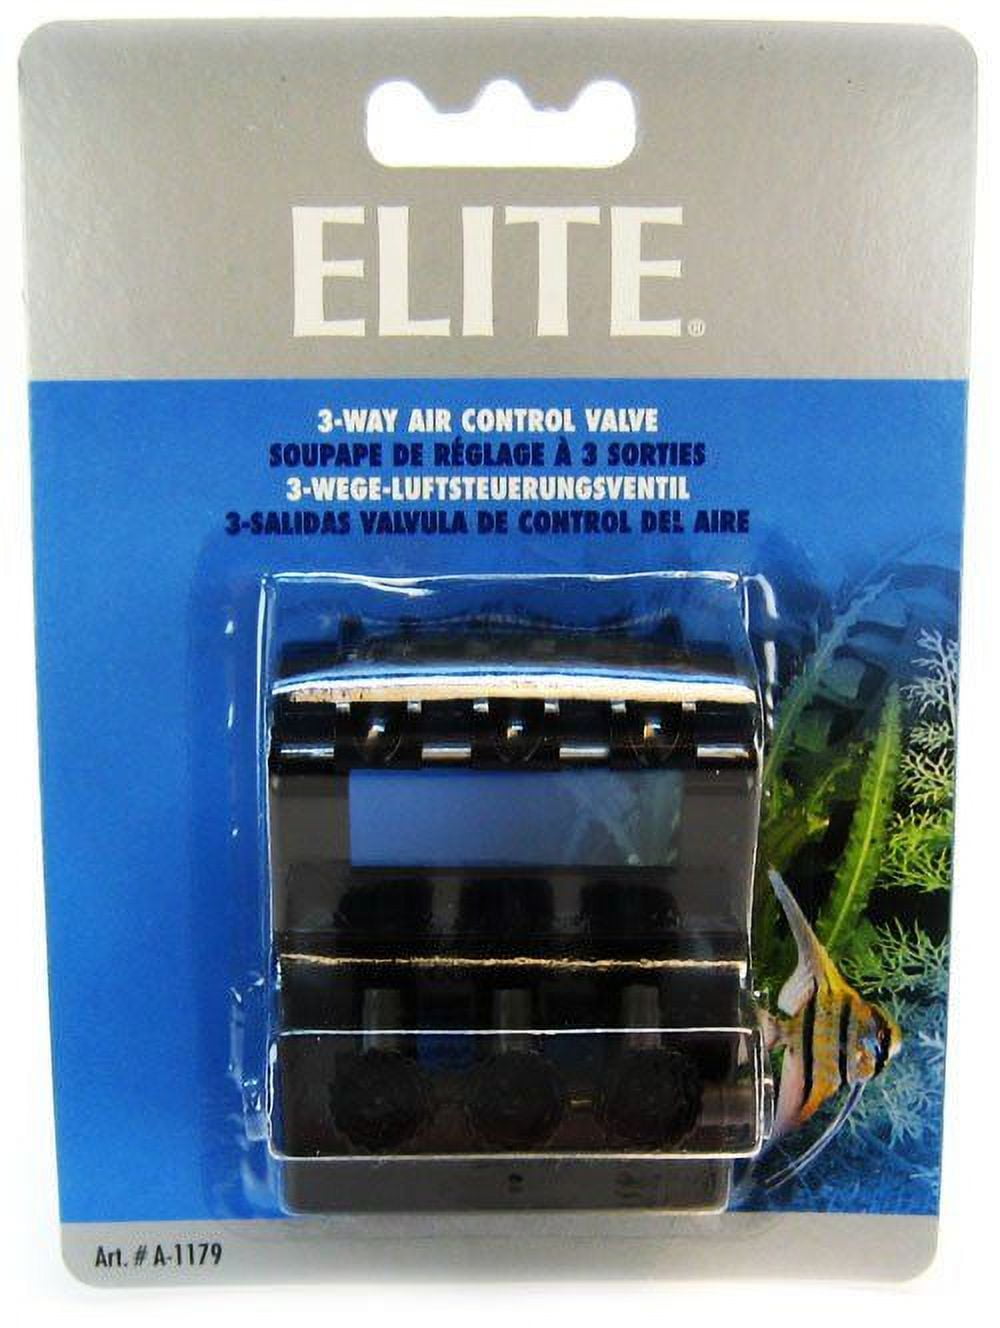 ELITE®
3-WAY AIR CONTROL VALVE
SOUPAPE DE RÉGLAGE À 3 SORTIES
3-WEGE-LUFTSTEUERUNGSVENTIL
3-SALIDAS VALVULA DE CONTROL DEL AIRE
Art. # A-1179